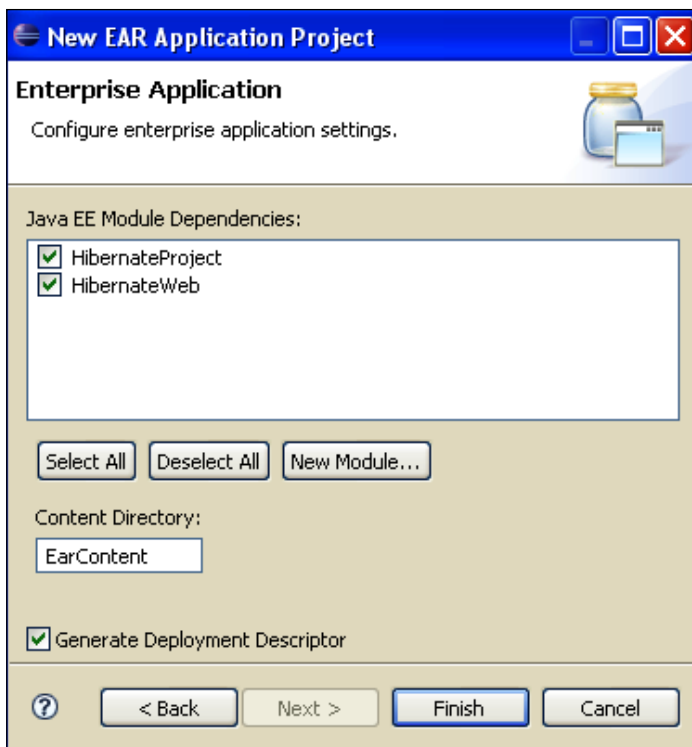 New EAR Application Project
Enterprise Application
Configure enterprise application settings.
Java EE Module Dependencies:
HibernateProject
HibernateWeb
Select All Deselect All New Module...
Content Directory:
EarContent
Generate Deployment Descriptor
? < Back Next > Finish Cancel